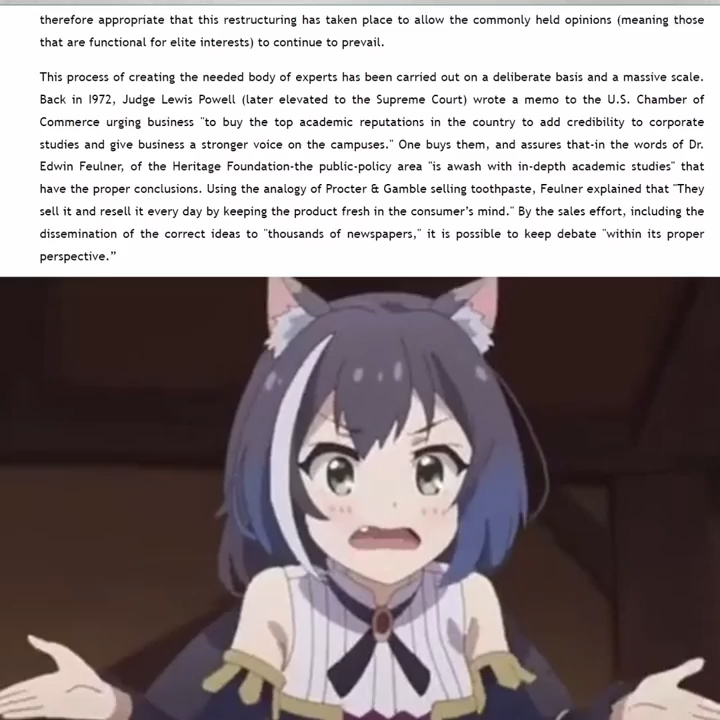 therefore appropriate that this restructuring has taken place to allow the commonly held opinions (meaning those
that are functional for elite interests) to continue to prevail.
This process of creating the needed body of experts has been carried out on a deliberate basis and a massive scale.
Back in 1972, Judge Lewis Powell (later elevated to the Supreme Court) wrote a memo to the U.S. Chamber of
Commerce urging business "to buy the top academic reputations in the country to add credibility to corporate
studies and give business a stronger voice on the campuses." One buys them, and assures that-in the words of Dr.
Edwin Feulner, of the Heritage Foundation-the public-policy area "is awash with in-depth academic studies" that
have the proper conclusions. Using the analogy of Procter & Gamble selling toothpaste, Feulner explained that "They
sell it and resell it every day by keeping the product fresh in the consumer's mind." By the sales effort, including the
dissemination of the correct ideas to "thousands of newspapers," it is possible to keep debate "within its proper
perspective.”